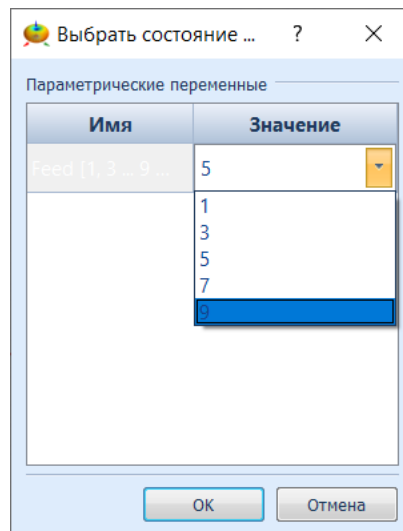 Выбрать состояние ... ?
Параметрические переменные
Имя Значение
Feed [1, 3 ... 9 ... 5
1
3
5
7
9
OK Отмена